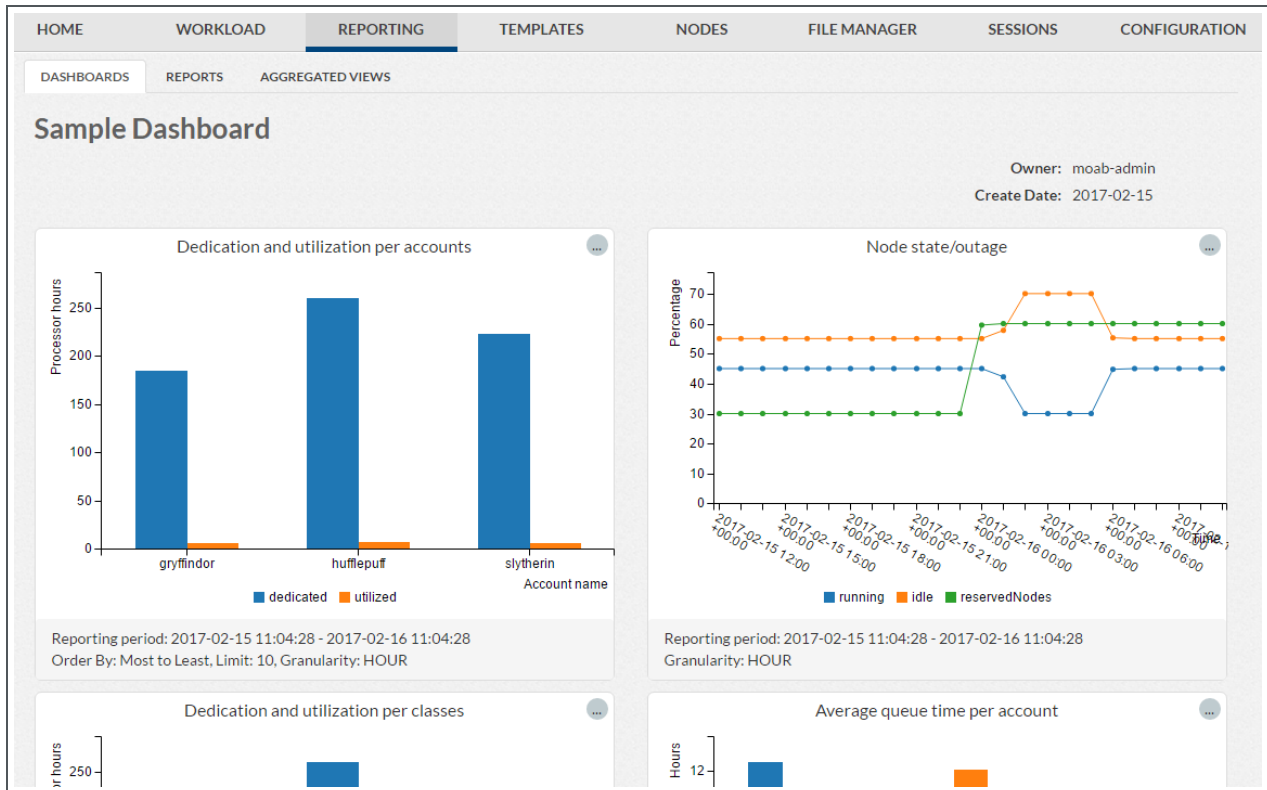 HOME WORKLOAD REPORTING TEMPLATES NODES FILE MANAGER SESSIONS CONFIGURATION
DASHBOARDS REPORTS AGGREGATED VIEWS
Sample Dashboard
Owner: moab-admin
Create Date: 2017-02-15
Dedication and utilization per accounts
...
Processor hours
250
200
150
100
50
0
gryffindor hufflepuff slytherin
Account name
dedicated utilized
Reporting period: 2017-02-15 11:04:28 - 2017-02-16 11:04:28
Order By: Most to Least, Limit: 10, Granularity: HOUR
Node state/outage
...
Percentage
70
60
50
40
30
20
10
0
2017-02-15 12:00
+00:00
2017-02-15 15:00
+00:00
2017-02-15 18:00
+00:00
2017-02-15 21:00
+00:00
2017-02-16 00:00
+00:00
2017-02-16 03:00
+00:00
2017-02-16 06:00
+00:00
+00:00
Time
running idle reservedNodes
Reporting period: 2017-02-15 11:04:28 - 2017-02-16 11:04:28
Granularity: HOUR
Dedication and utilization per classes
...
hours
250
Average queue time per account
...
Hours
12